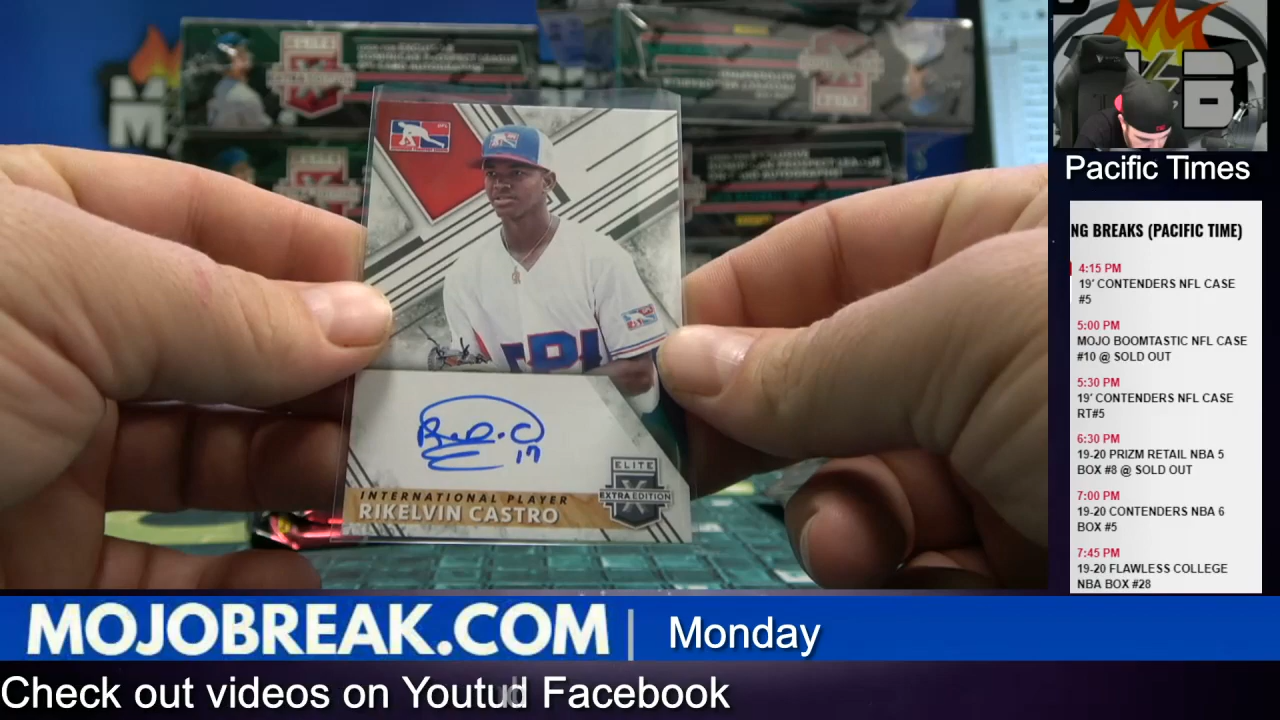 DPL
17
ELITE
EXTRA EDITION
INTERNATIONAL PLAYER
RIKELVIN CASTRO
Pacific Times
NG BREAKS (PACIFIC TIME)
4:15 PM
19' CONTENDERS NFL CASE
#5
5:00 PM
MOJO BOOMTASTIC NFL CASE
#10 @ SOLD OUT
5:30 PM
19' CONTENDERS NFL CASE
RT#5
6:30 PM
19-20 PRIZM RETAIL NBA 5
BOX #8 @ SOLD OUT
7:00 PM
19-20 CONTENDERS NBA 6
BOX #5
7:45 PM
19-20 FLAWLESS COLLEGE
NBA BOX #28
MOJOBREAK.COM | Monday
Check out videos on Youtud Facebook